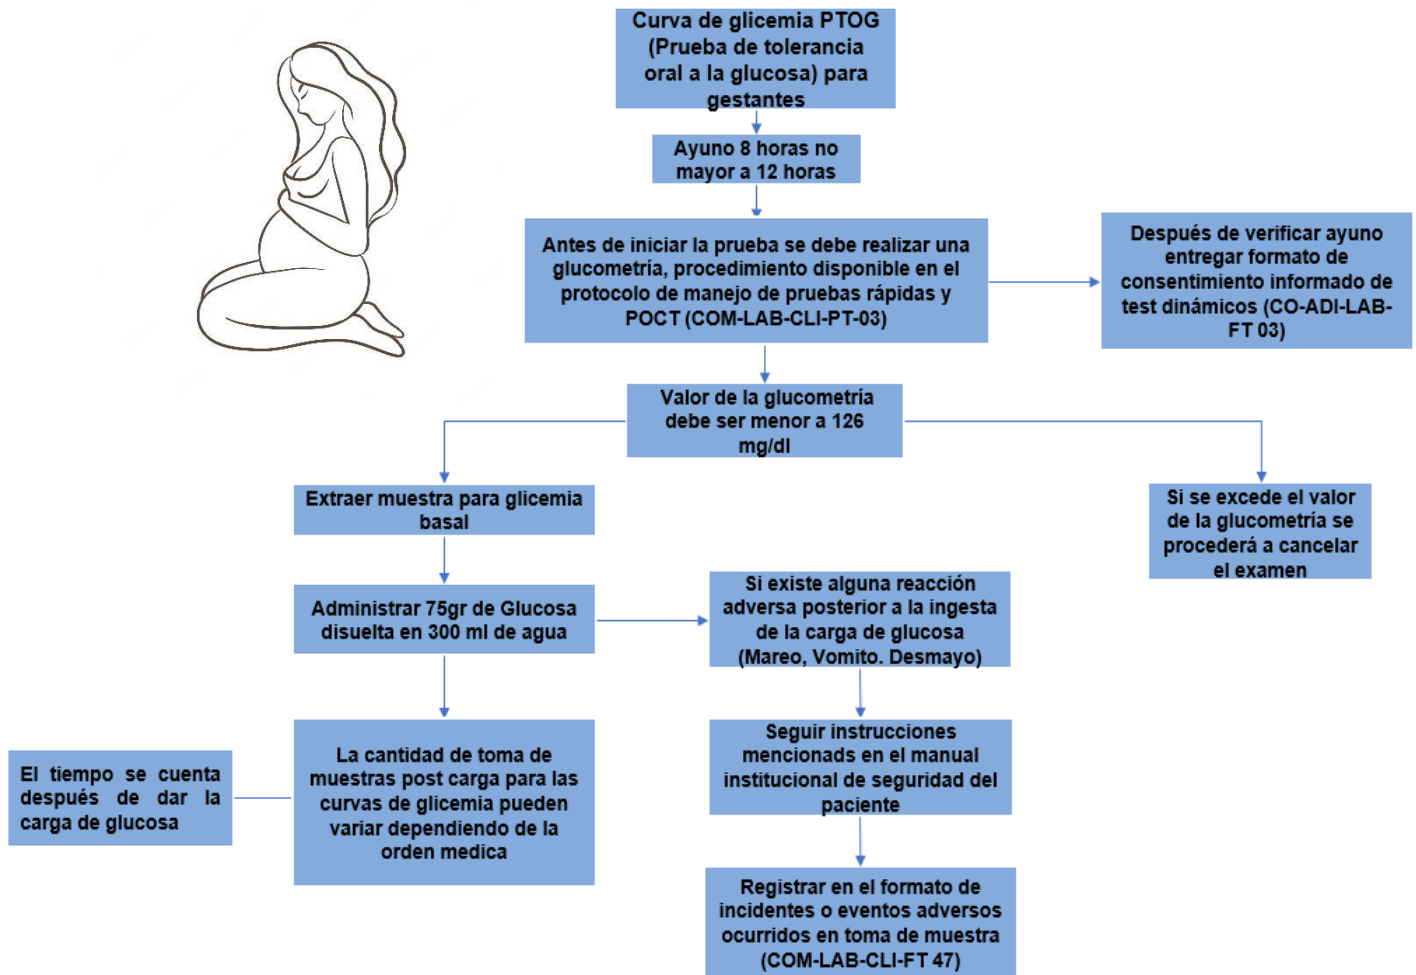 Curva de glicemia PTOG
(Prueba de tolerancia
oral a la glucosa) para
gestantes
Ayuno 8 horas no
mayor a 12 horas
Antes de iniciar la prueba se debe realizar una
glucometría, procedimiento disponible en el
protocolo de manejo de pruebas rápidas y
POCT (COM-LAB-CLI-PT-03)
Después de verificar ayuno
entregar formato de
consentimiento informado de
test dinámicos (CO-ADI-LAB-
FT 03)
Valor de la glucometría
debe ser menor a 126
mg/dl
Extraer muestra para glicemia
basal
Si se excede el valor
de la glucometría se
procederá a cancelar
el examen
Administrar 75gr de Glucosa
disuelta en 300 ml de agua
Si existe alguna reacción
adversa posterior a la ingesta
de la carga de glucosa
(Mareo, Vomito. Desmayo)
El tiempo se cuenta
después de dar la
carga de glucosa
La cantidad de toma de
muestras post carga para las
curvas de glicemia pueden
variar dependiendo de la
orden medica
Seguir instrucciones
mencionads en el manual
institucional de seguridad del
paciente
Registrar en el formato de
incidentes o eventos adversos
ocurridos en toma de muestra
(COM-LAB-CLI-FT 47)